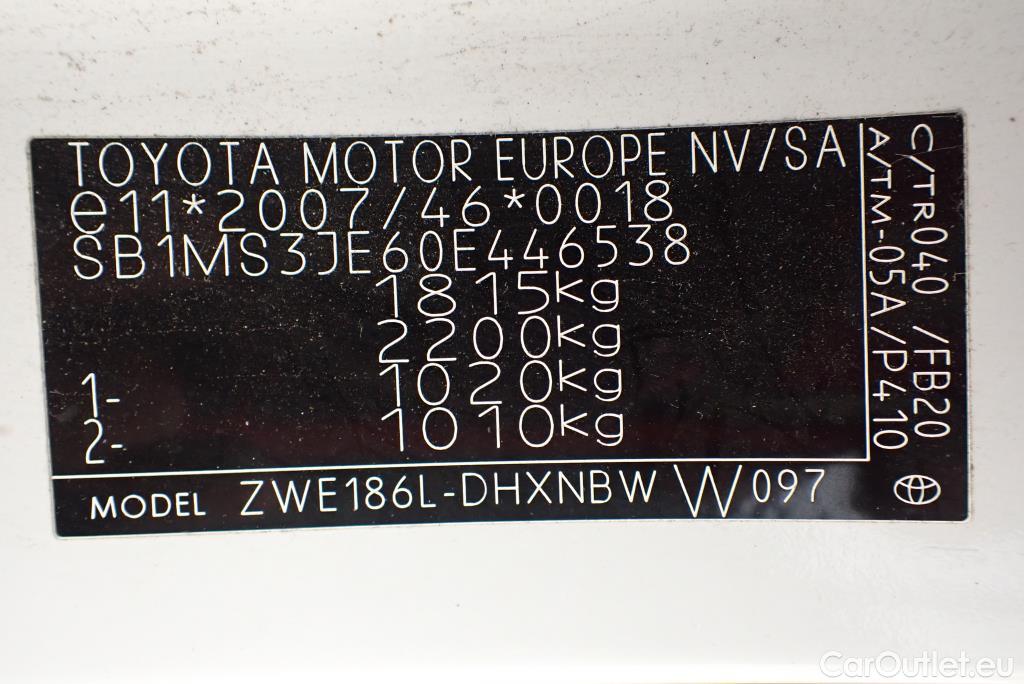 TOYOTA MOTOR EUROPE NV/SA
e11*2007/46*0018
SB1MS3JE60E446538
1815kg
2200kg
1- 1020kg
2- 1010kg
MODEL ZWE186L-DHXNBW W097
C/TR040 /FB20
A/TM-05A/P410
CarOutlet.eu